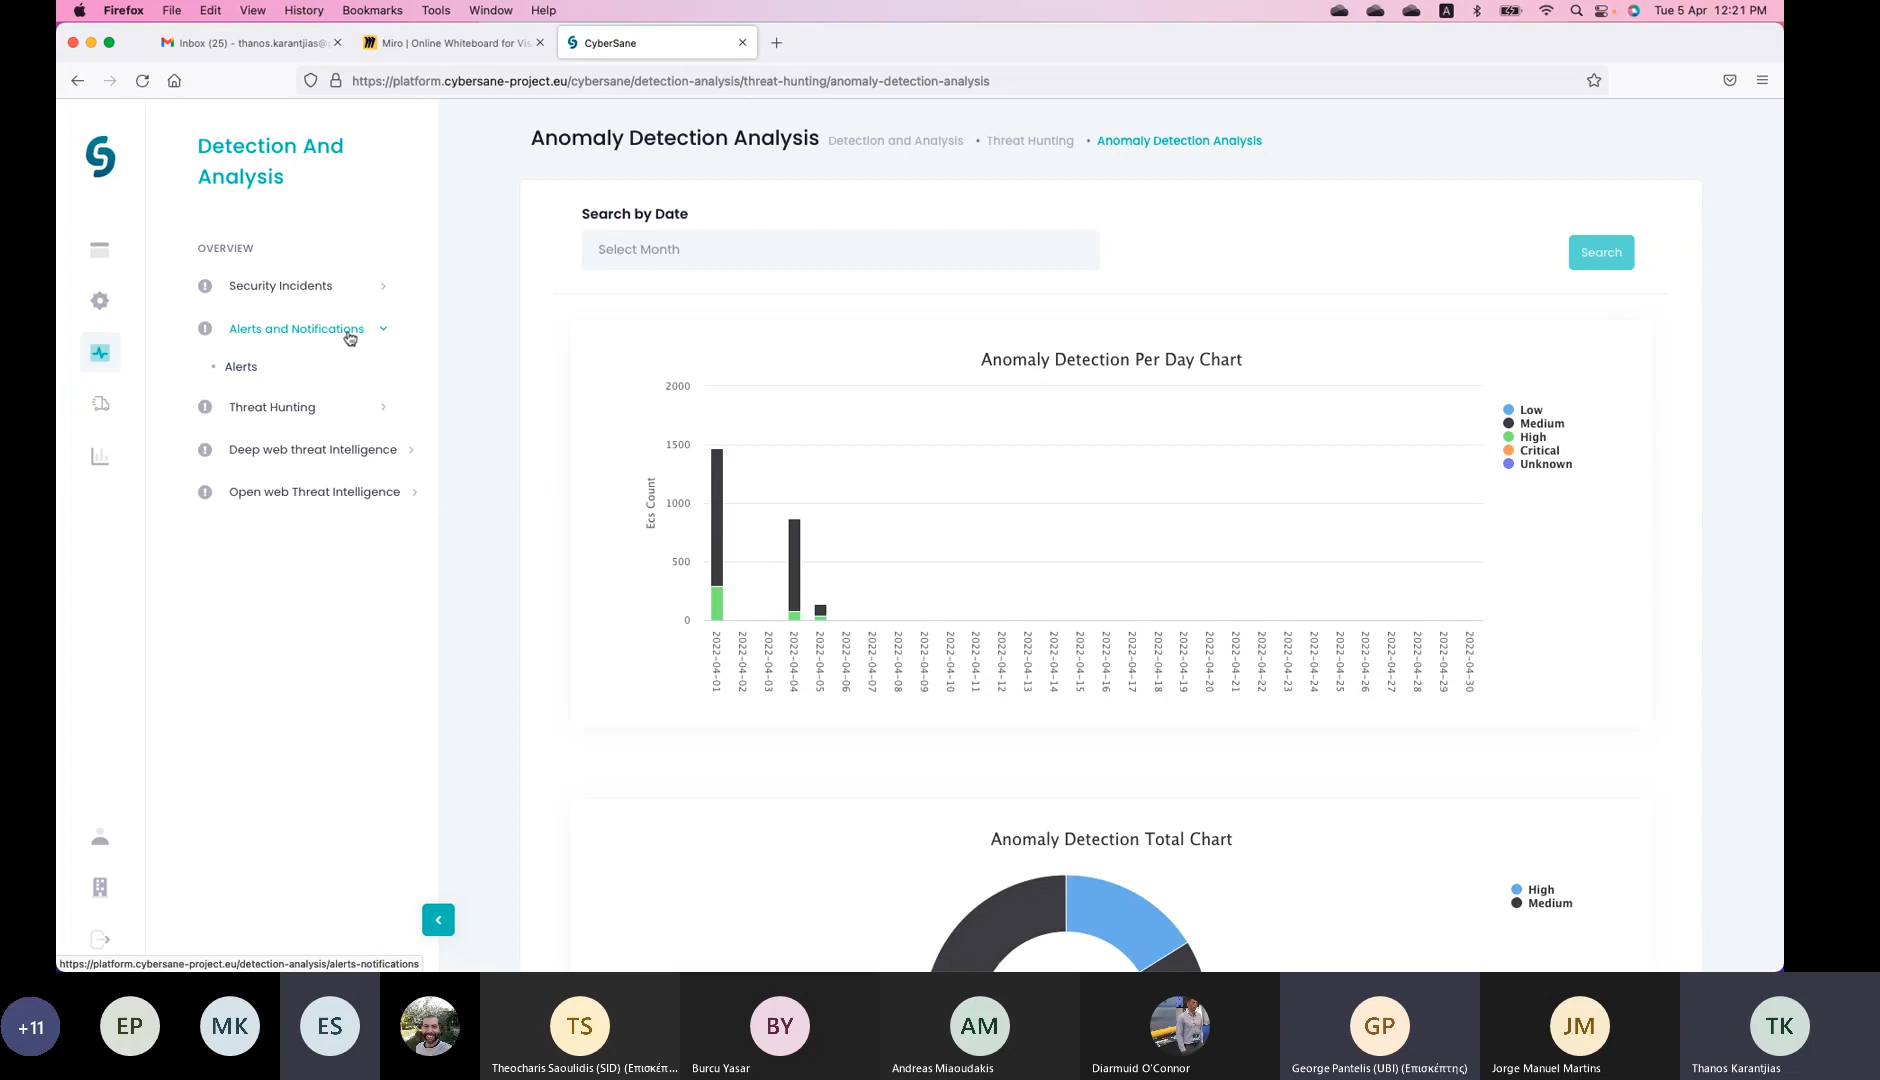 Firefox File Edit View History Bookmarks Tools Window Help
A
Tue 5 Apr 12:21 PM
Inbox (25) - thanos.karantjias@
Miro | Online Whiteboard for Vis
CyberSane
https://platform.cybersane-project.eu/cybersane/detection-analysis/threat-hunting/anomaly-detection-analysis
Detection And
Analysis
OVERVIEW
Security Incidents
Alerts and Notifications
• Alerts
Threat Hunting
Deep web threat Intelligence
Open web Threat Intelligence
Anomaly Detection Analysis Detection and Analysis • Threat Hunting • Anomaly Detection Analysis
Search by Date
Select Month
Search
Anomaly Detection Per Day Chart
2000
1500
1000
500
0
Ecs Count
2022-04-01
2022-04-02
2022-04-03
2022-04-04
2022-04-05
2022-04-06
2022-04-07
2022-04-08
2022-04-09
2022-04-10
2022-04-11
2022-04-12
2022-04-13
2022-04-14
2022-04-15
2022-04-16
2022-04-17
2022-04-18
2022-04-19
2022-04-20
2022-04-21
2022-04-22
2022-04-23
2022-04-24
2022-04-25
2022-04-26
2022-04-27
2022-04-28
2022-04-29
2022-04-30
Low
Medium
High
Critical
Unknown
Anomaly Detection Total Chart
High
Medium
https://platform.cybersane-project.eu/detection-analysis/alerts-notifications
+11
EP
MK
ES
TS
Theocharis Saoulidis (SID) (Επισκέπ...
BY
Burcu Yasar
AM
Andreas Miaoudakis
Diarmuid O'Connor
GP
George Pantelis (UBI) (Επισκέπτης)
JM
Jorge Manuel Martins
TK
Thanos Karantjias